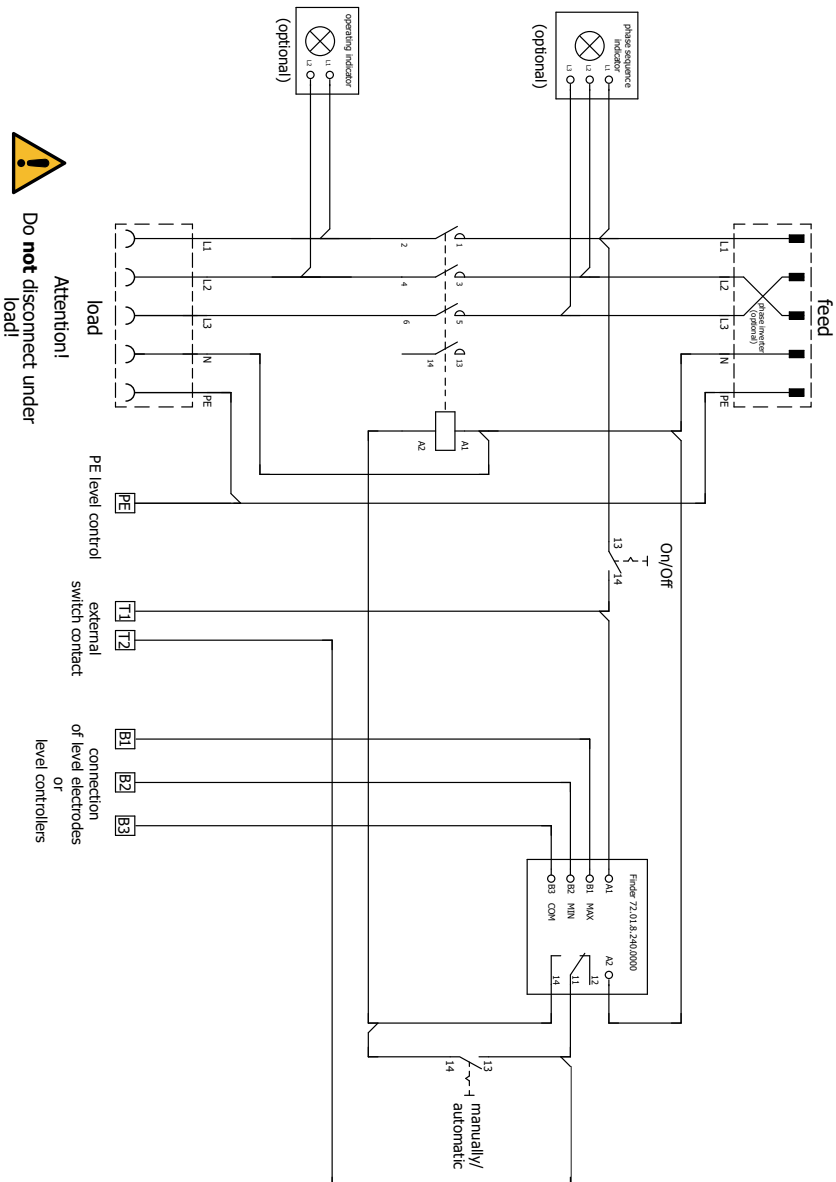 feed
phase sequence
indicator
L1
L2
L3
(optional)
operating indicator
L1
L2
(optional)
L1
L2
L3
N
PE
phase inverter
(optional)
1
2
3
4
5
6
13
14
A1
A2
L1
L2
L3
N
PE
load
Attention!
Do not disconnect under
load!
On/Off
13
14
Finder 72.01.8.240.0000
A1
A2
B1 MAX
B2 MIN
B3 COM
12
11
14
13
14
manually/
automatic
PE
PE level control
T1
T2
external
switch contact
B1
B2
B3
connection
of level electrodes
or
level controllers